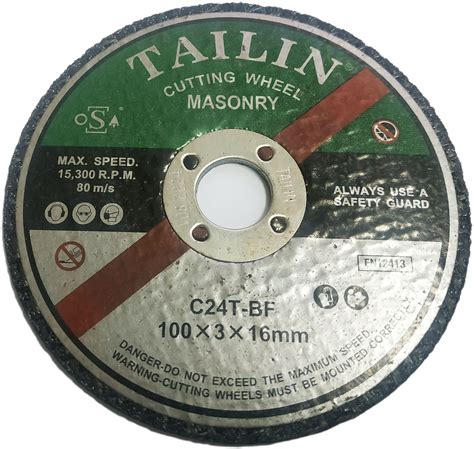 TAILIN
CUTTING WHEEL
MASONRY
S
MAX. SPEED.
15,300 R.P.M.
80 m/s
TAILIN
ALWAYS USE A
SAFETY GUARD
EN12413
C24T-BF
100×3×16mm
DANGER-DO NOT EXCEED THE MAXIMUM SPEED.
WARNING-CUTTING WHEELS MUST BE MOUNTED CORRECTLY.